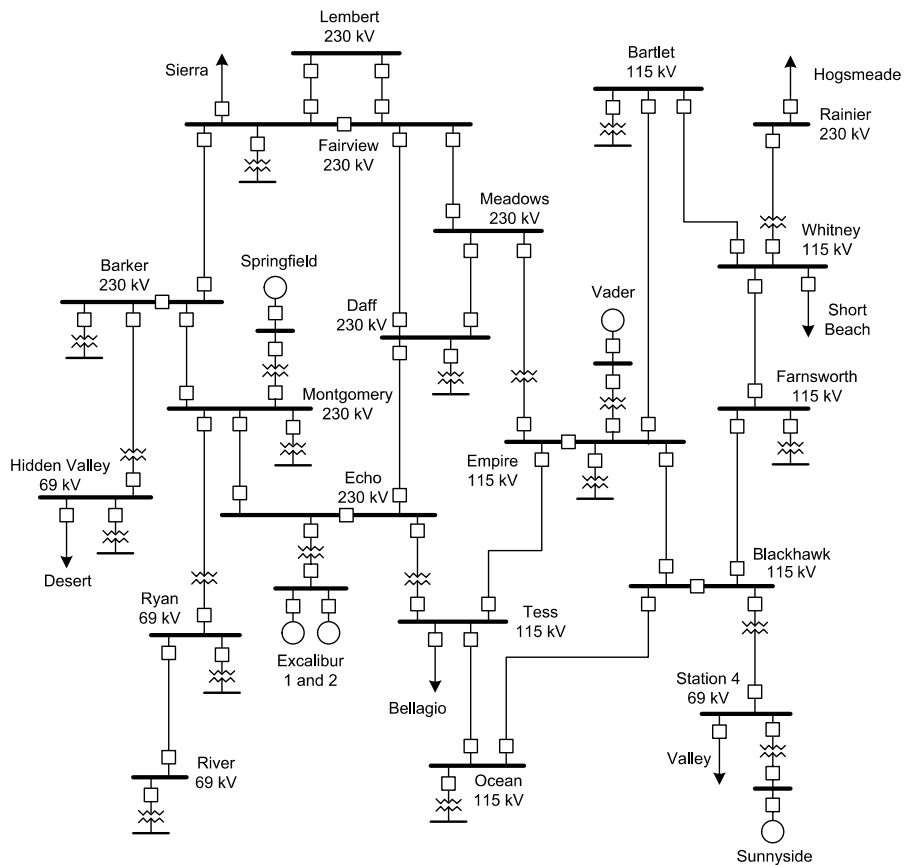 Lembert
230 kV
Sierra
Bartlet
115 kV
Hogsmeade
Rainier
230 kV
Fairview
230 kV
Meadows
230 kV
Whitney
115 kV
Barker
230 kV
Springfield
Daff
230 kV
Vader
Short
Beach
Farnsworth
115 kV
Montgomery
230 kV
Hidden Valley
69 kV
Echo
230 kV
Empire
115 kV
Desert
Blackhawk
115 kV
Ryan
69 kV
Tess
115 kV
Excalibur
1 and 2
Bellagio
Station 4
69 kV
Valley
River
69 kV
Ocean
115 kV
Sunnyside